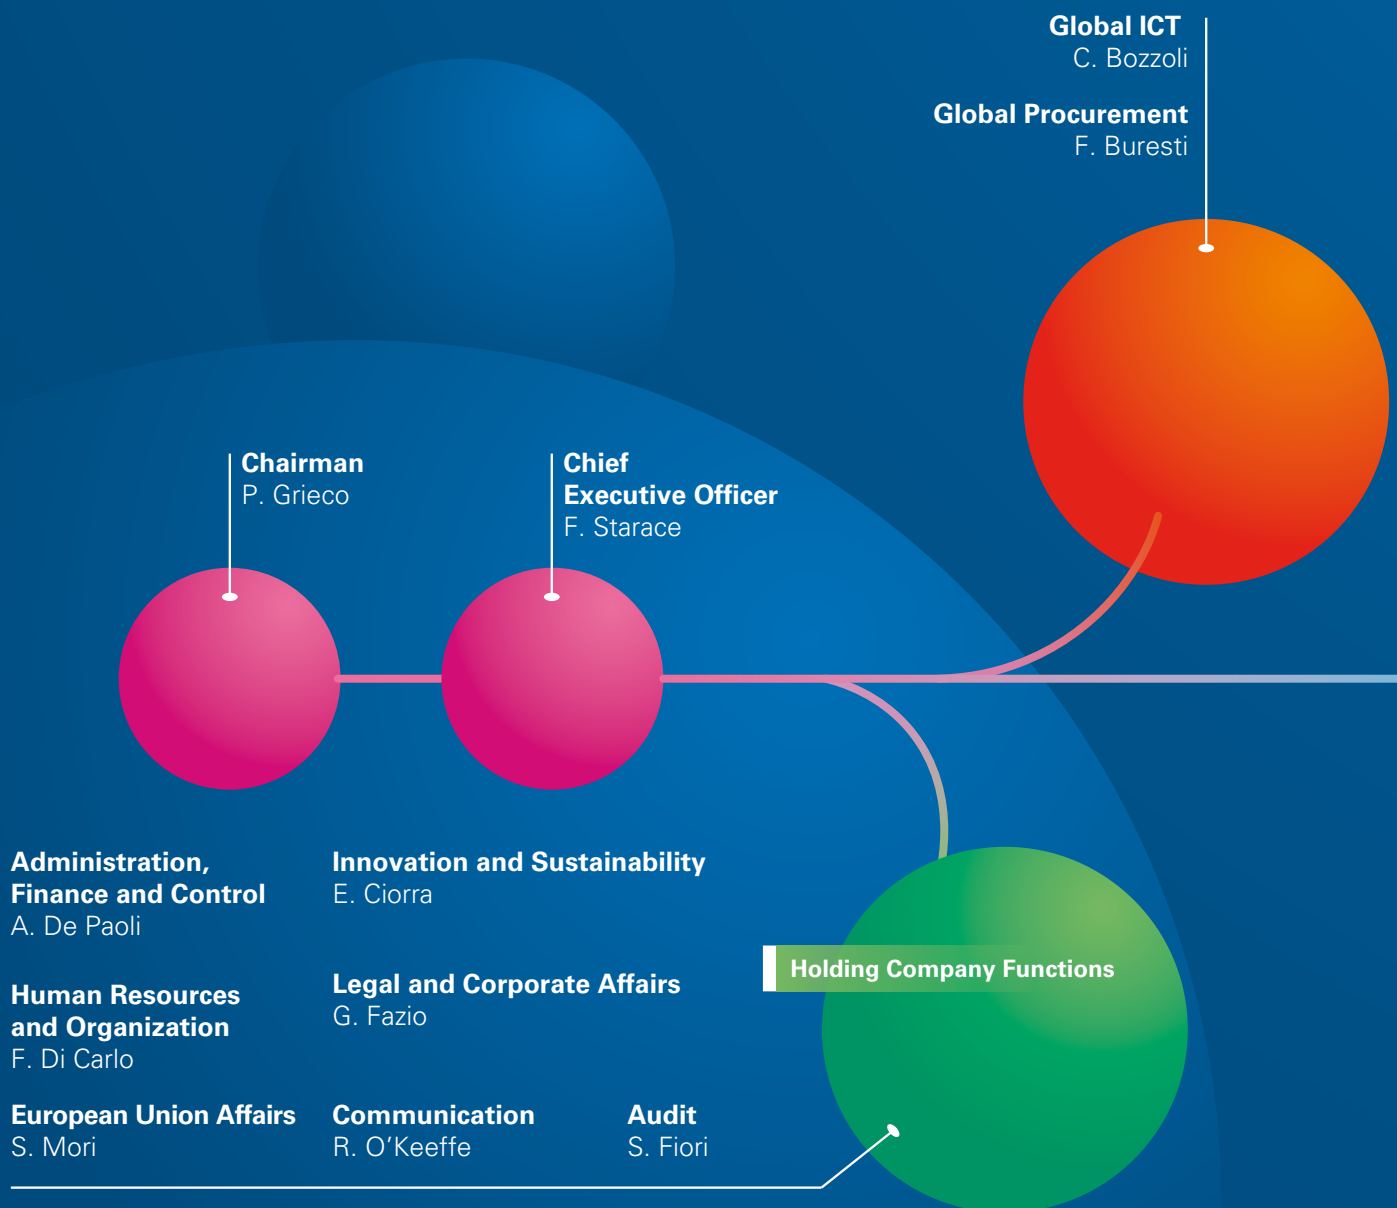 Global ICT
C. Bozzoli
Global Procurement
F. Buresti
Chairman
P. Grieco
Chief
Executive Officer
F. Starace
Administration,
Finance and Control
A. De Paoli
Innovation and Sustainability
E. Ciorra
Human Resources
and Organization
F. Di Carlo
Legal and Corporate Affairs
G. Fazio
European Union Affairs
S. Mori
Communication
R. O’Keeffe
Audit
S. Fiori
Holding Company Functions